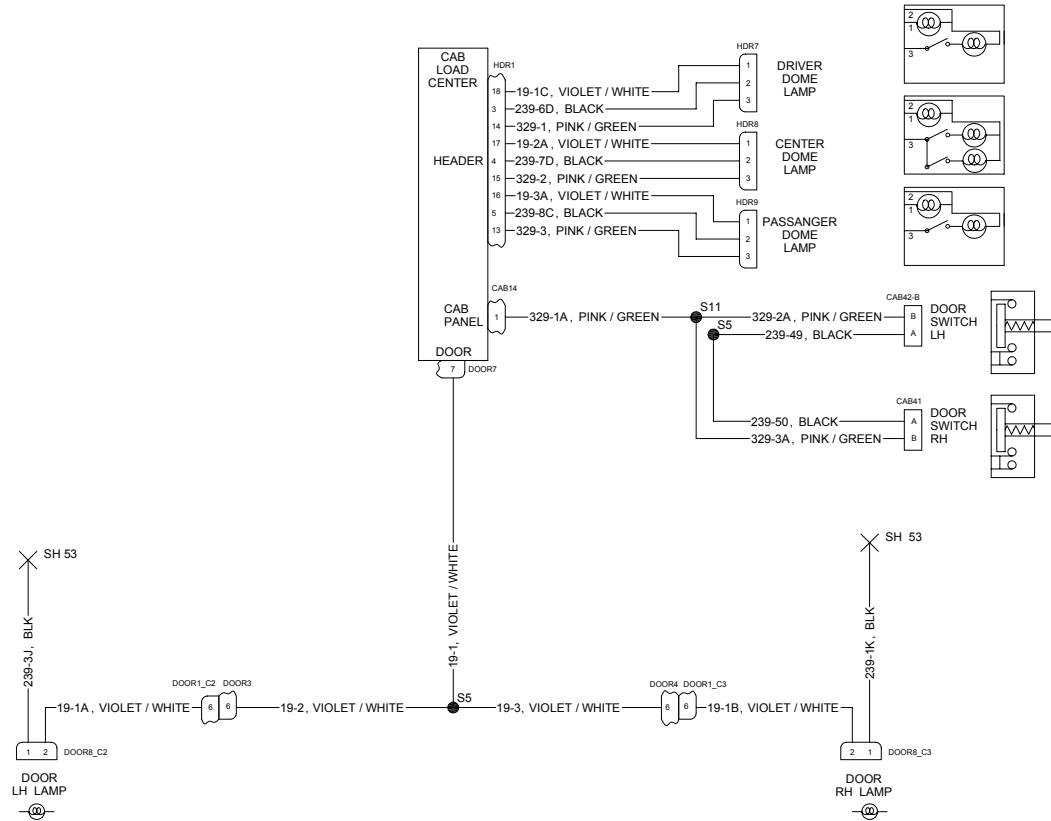 CAB
LOAD
CENTER
HDR1
HEADER
18 19-1C, VIOLET / WHITE
3 239-6D, BLACK
14 329-1, PINK / GREEN
17 19-2A, VIOLET / WHITE
4 239-7D, BLACK
15 329-2, PINK / GREEN
16 19-3A, VIOLET / WHITE
5 239-8C, BLACK
13 329-3, PINK / GREEN
HDR7
1
2
3
DRIVER
DOME
LAMP
HDR8
1
2
3
CENTER
DOME
LAMP
HDR9
1
2
3
PASSANGER
DOME
LAMP
2
1
3
2
1
3
2
1
3
CAB14
CAB
PANEL
1 329-1A, PINK / GREEN
S11
329-2A, PINK / GREEN
S5
239-49, BLACK
CAB42-B
B
A
DOOR
SWITCH
LH
239-50, BLACK
329-3A, PINK / GREEN
CAB41
A
B
DOOR
SWITCH
RH
DOOR
7 DOOR7
19-1, VIOLET / WHITE
SH 53
239-3J, BLK
SH 53
239-1K, BLK
19-1A, VIOLET / WHITE
DOOR1_C2 DOOR3
6 6
19-2, VIOLET / WHITE
S5
19-3, VIOLET / WHITE
DOOR4 DOOR1_C3
6 6
19-1B, VIOLET / WHITE
1 2 DOOR8_C2
DOOR
LH LAMP
2 1 DOOR8_C3
DOOR
RH LAMP